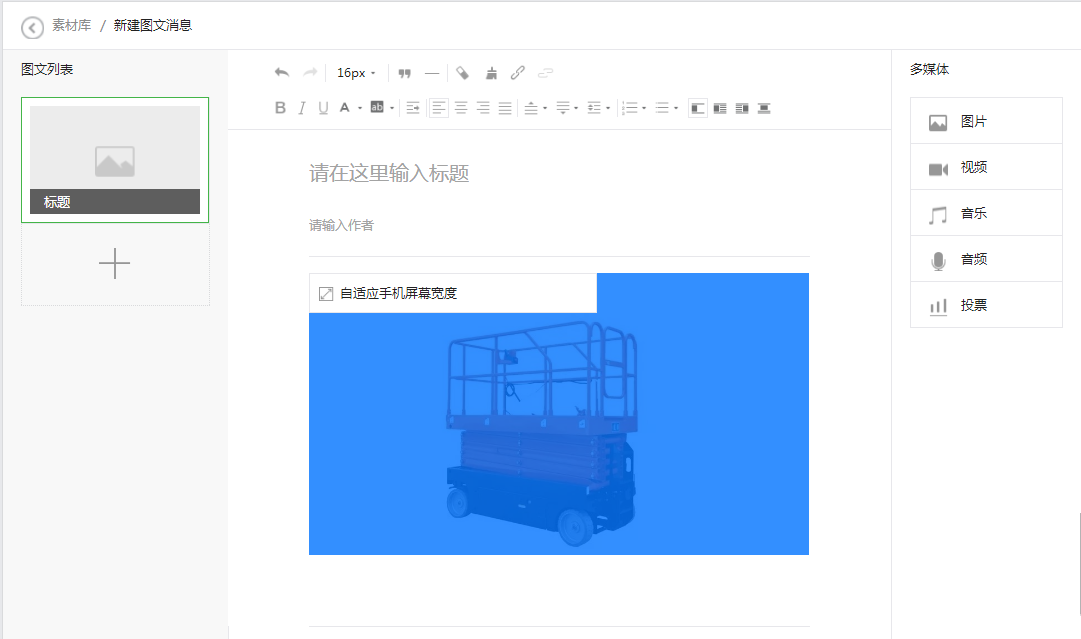 素材库 / 新建图文消息
图文列表
标题
16px
B I U A ab
请在这里输入标题
请输入作者
自适应手机屏幕宽度
多媒体
图片
视频
音乐
音频
投票